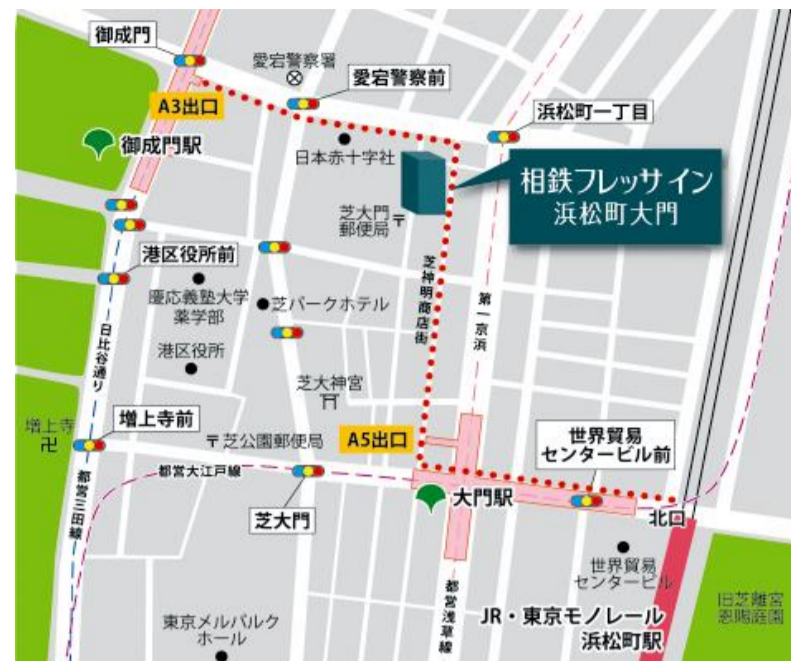 御成門
愛宕警察署
愛宕警察前
A3出口
浜松町一丁目
御成門駅
日本赤十字社
相鉄フレッサイン
浜松町大門
芝大門
郵便局
港区役所前
慶応義塾大学
薬学部
芝パークホテル
芝神明商店街
第一京浜
日比谷通り
港区役所
芝大神宮
増上寺
増上寺前
芝公園郵便局
A5出口
世界貿易
センタービル前
都営大江戸線
都営三田線
芝大門
大門駅
北口
世界貿易
センタービル
都営浅草線
JR・東京モノレール
浜松町駅
旧芝離宮
恩賜庭園
東京メルパルク
ホール